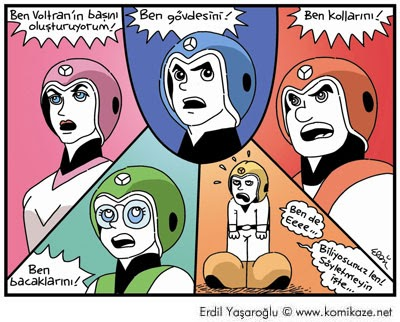 Ben Voltran'in başını
oluşturuyorum!
Ben gövdesini!
Ben kollarını!
Ben
bacaklarını!
Ben de
Eeee...
Biliyosunuz len!
Söyletmeyin
işte...
Erdil Yaşaroğlu © www.komikaze.net